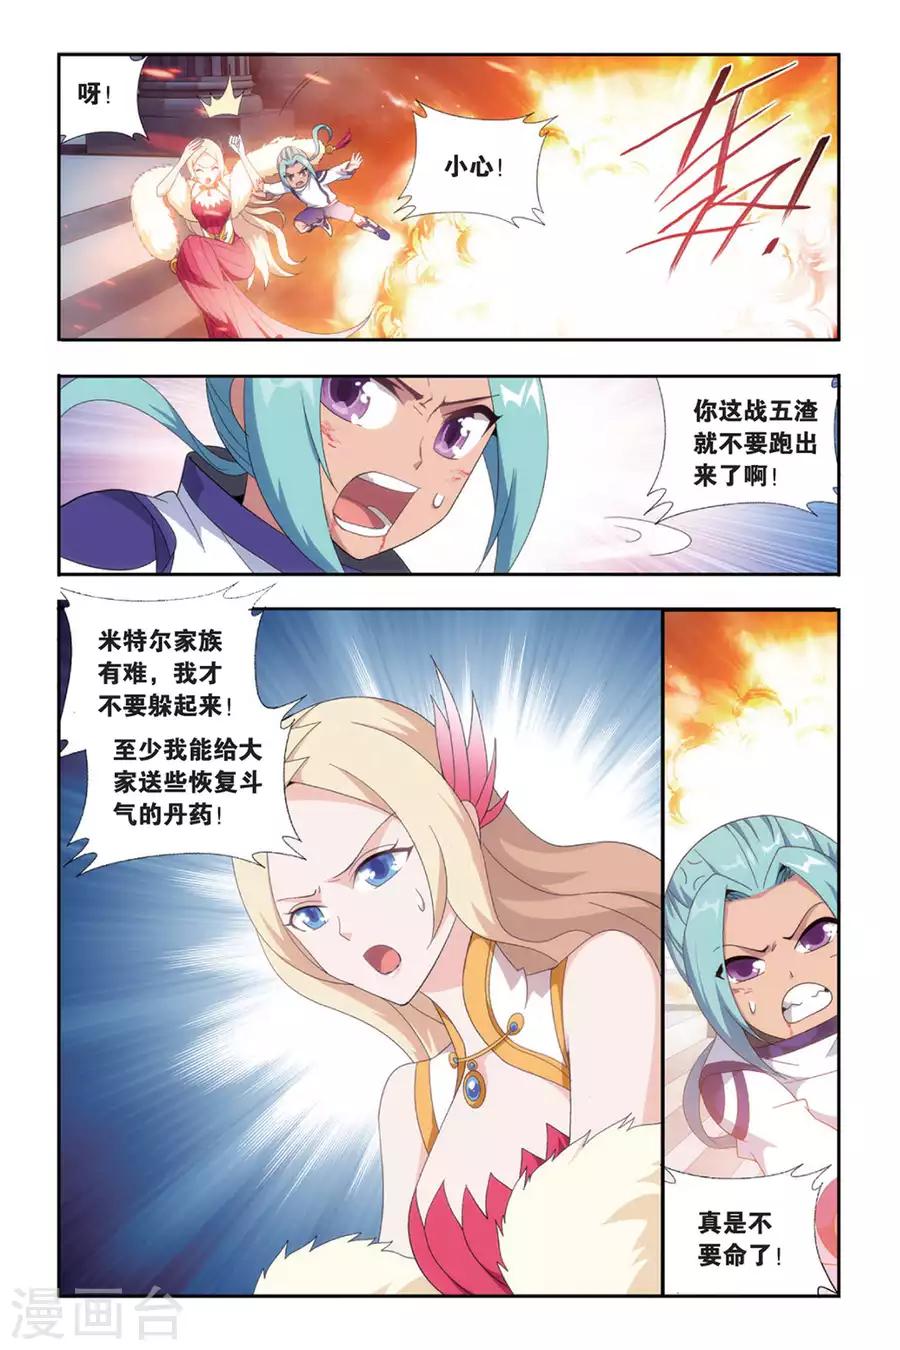 呀！
小心！
你这战五渣
就不要跑出
来了啊！
米特尔家族
有难，我才
不要躲起来！
至少我能给大
家送些恢复斗
气的丹药！
真是不
要命了！
漫画台